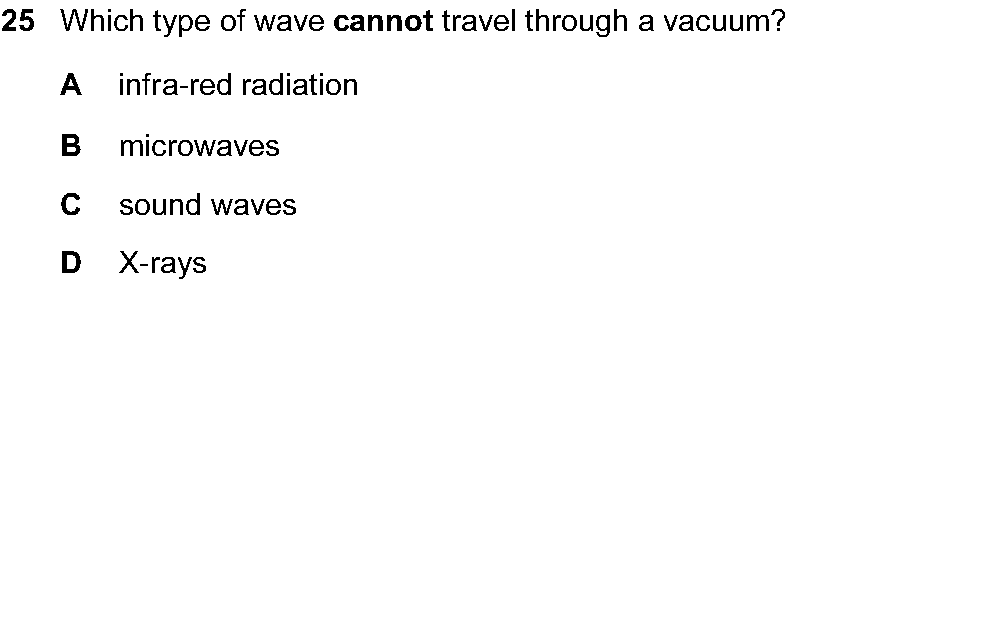 25 Which type of wave cannot travel through a vacuum?
A infra-red radiation
B microwaves
C sound waves
D X-rays